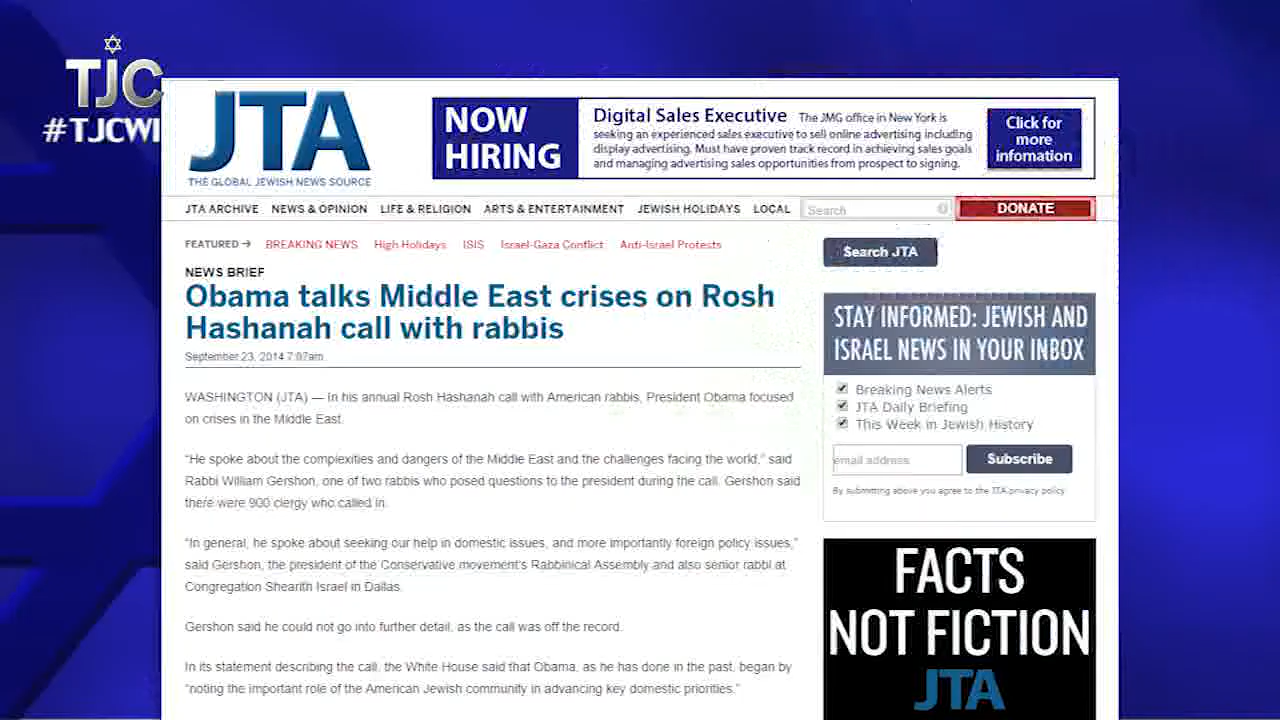 TJC
#TJCWI
JTA
THE GLOBAL JEWISH NEWS SOURCE
NOW
HIRING
Digital Sales Executive The JMG office in New York is
seeking an experienced sales executive to sell online advertising including
display advertising. Must have proven track record in achieving sales goals
and managing advertising sales opportunities from prospect to signing.
Click for
more
infomation
JTA ARCHIVE NEWS & OPINION LIFE & RELIGION ARTS & ENTERTAINMENT JEWISH HOLIDAYS LOCAL Search DONATE
FEATURED → BREAKING NEWS High Holidays ISIS Israel-Gaza Conflict Anti-Israel Protests
NEWS BRIEF
Obama talks Middle East crises on Rosh
Hashanah call with rabbis
September 23, 2014 7:07am
WASHINGTON (JTA) — In his annual Rosh Hashanah call with American rabbis, President Obama focused
on crises in the Middle East.
“He spoke about the complexities and dangers of the Middle East and the challenges facing the world,” said
Rabbi William Gershon, one of two rabbis who posed questions to the president during the call. Gershon said
there were 900 clergy who called in.
“In general, he spoke about seeking our help in domestic issues, and more importantly foreign policy issues,”
said Gershon, the president of the Conservative movement’s Rabbinical Assembly and also senior rabbi at
Congregation Shearith Israel in Dallas.
Gershon said he could not go into further detail, as the call was off the record.
In its statement describing the call, the White House said that Obama, as he has done in the past, began by
“noting the important role of the American Jewish community in advancing key domestic priorities.”
Search JTA
STAY INFORMED: JEWISH AND
ISRAEL NEWS IN YOUR INBOX
Breaking News Alerts
JTA Daily Briefing
This Week in Jewish History
email address Subscribe
By submitting above you agree to the JTA privacy policy.
FACTS
NOT FICTION
JTA